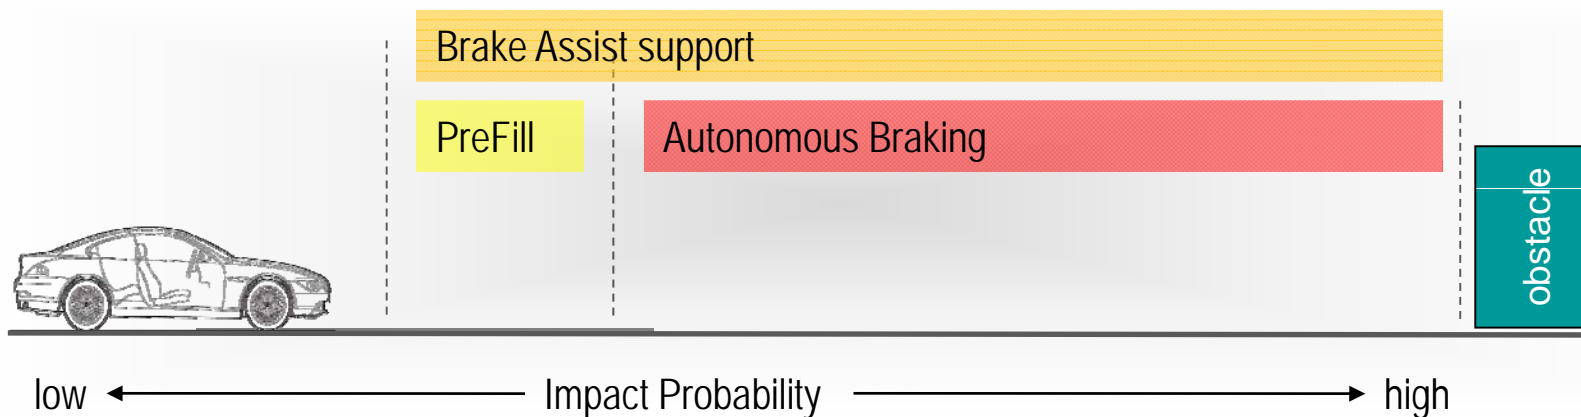 Brake Assist support
PreFill
Autonomous Braking
obstacle
low
Impact Probability
high